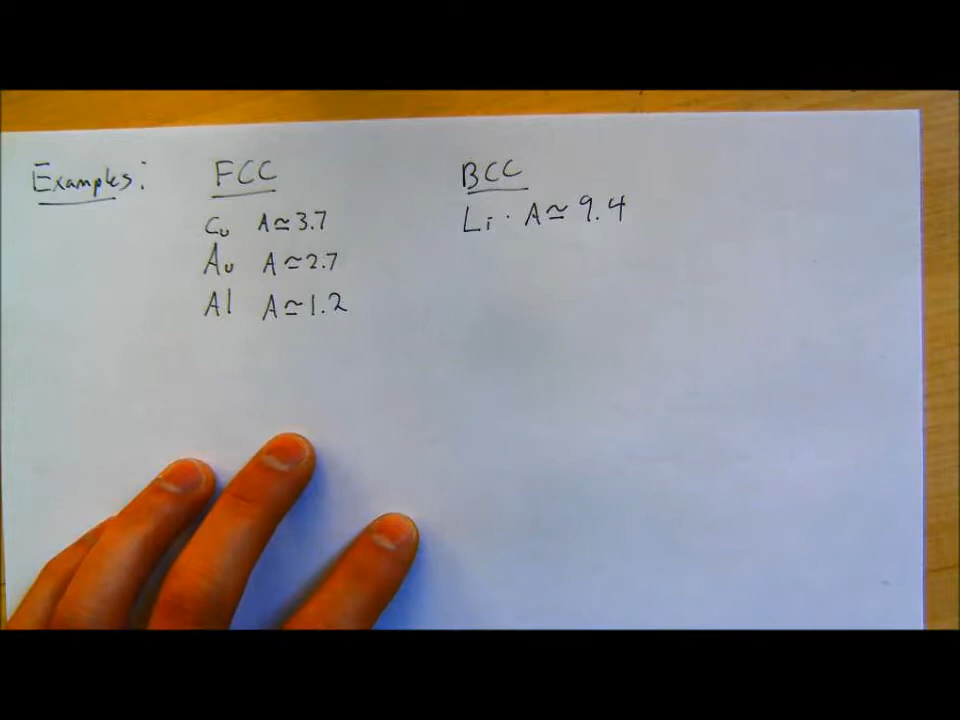 Examples: FCC BCC
Cu A≃3.7 Li · A≃9.4
Au A≃2.7
Al A≃1.2